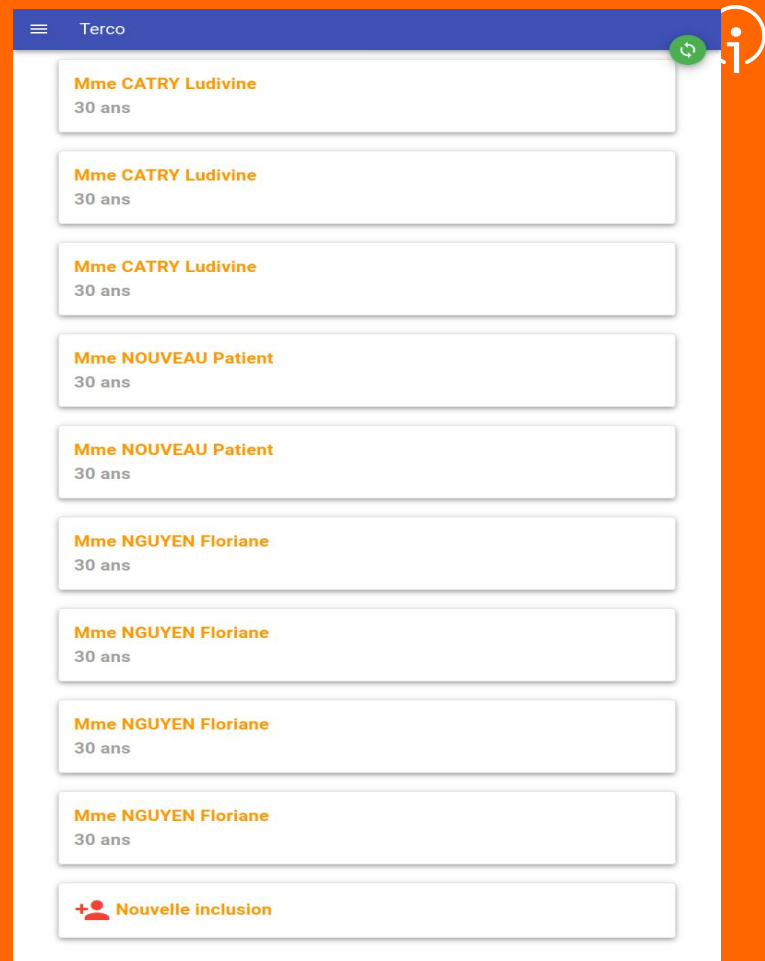 Terco
Mme CATRY Ludivine
30 ans
Mme CATRY Ludivine
30 ans
Mme CATRY Ludivine
30 ans
Mme NOUVEAU Patient
30 ans
Mme NOUVEAU Patient
30 ans
Mme NGUYEN Floriane
30 ans
Mme NGUYEN Floriane
30 ans
Mme NGUYEN Floriane
30 ans
Mme NGUYEN Floriane
30 ans
Nouvelle inclusion